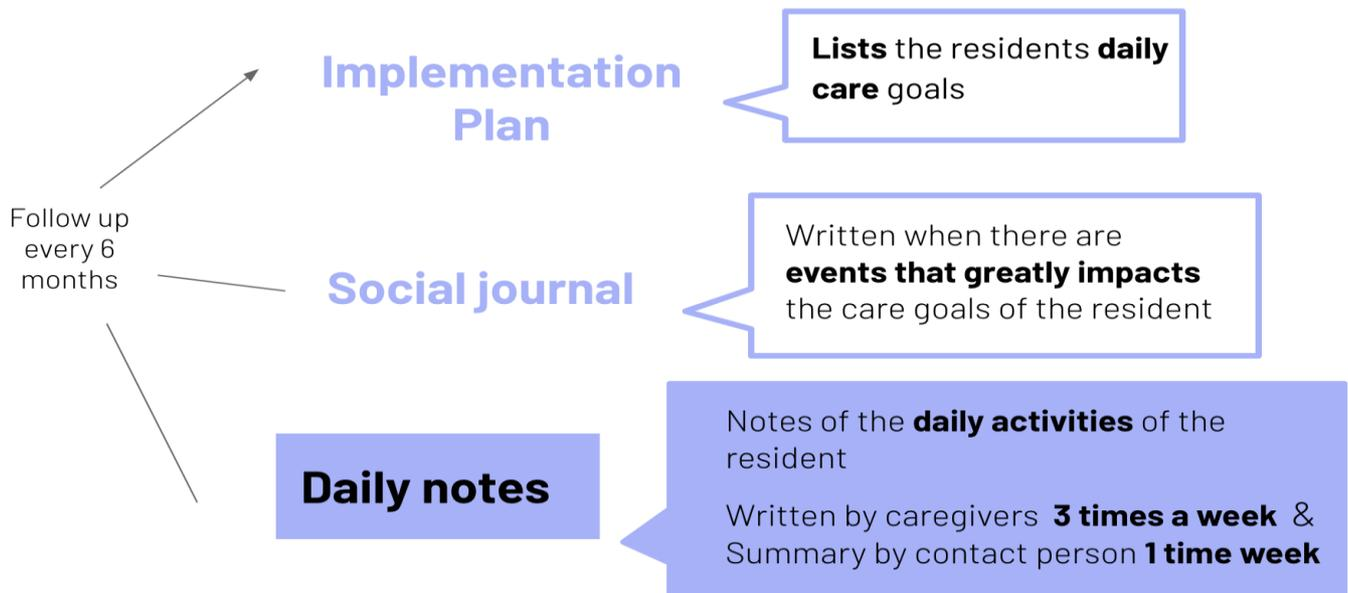 Implementation
Plan
Lists the residents daily
care goals
Follow up
every 6
months
Social journal
Written when there are
events that greatly impacts
the care goals of the resident
Daily notes
Notes of the daily activities of the
resident
Written by caregivers 3 times a week &
Summary by contact person 1 time week